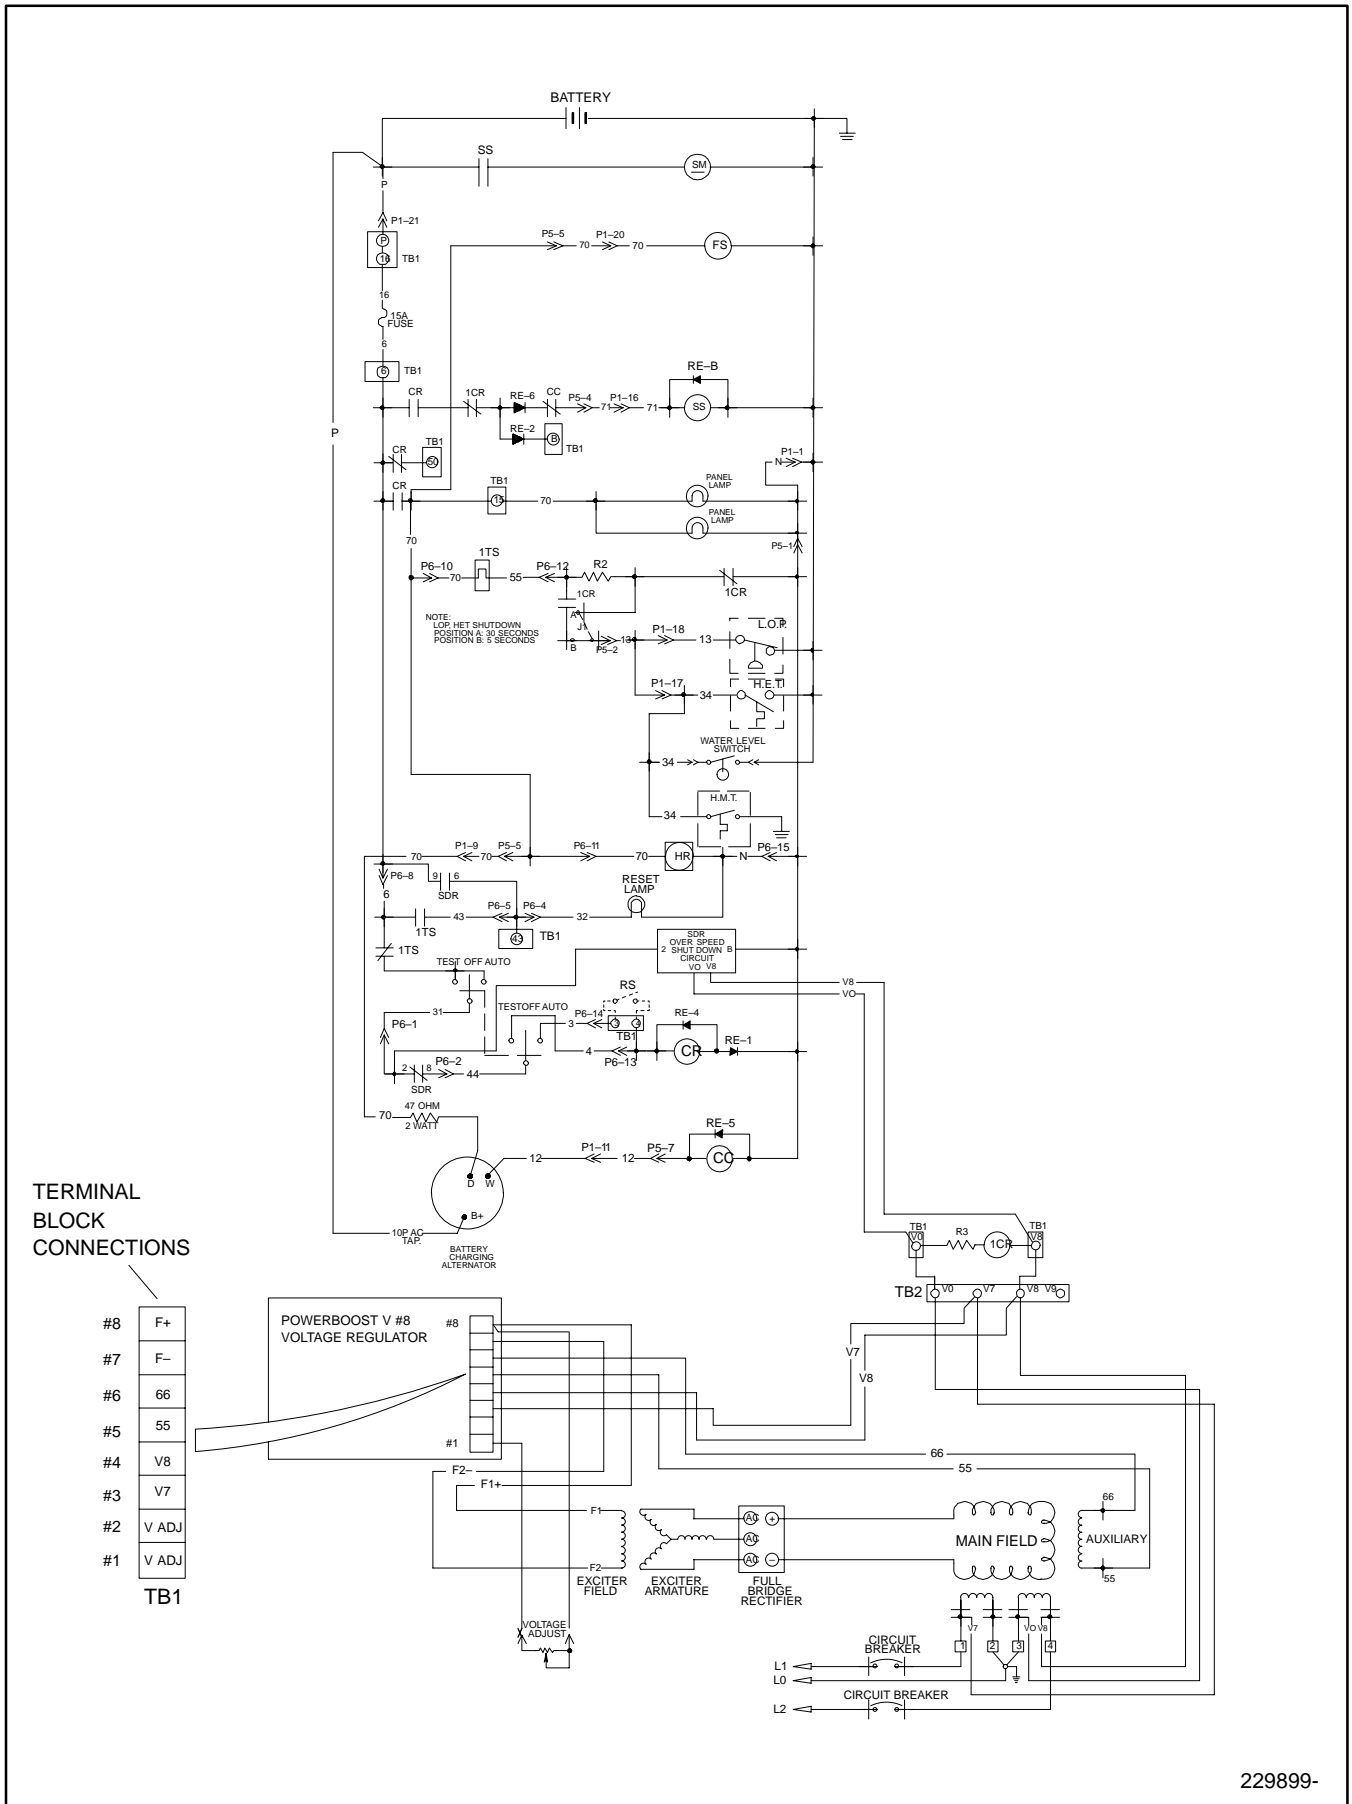 BATTERY
SS
SM
P
P1–21
P
16
TB1
P5–5
P1–20
70
70
FS
16
15A
FUSE
6
6
TB1
RE–B
CR
1CR
RE–6
CC
P5–4
71
P1–16
71
SS
RE–2
B
TB1
P
CR
TB1
50
P1–1
N
CR
TB1
15
70
PANEL
LAMP
PANEL
LAMP
70
P5–1
P6–10
70
1TS
55
P6–12
R2
1CR
1CR
NOTE:
LOP, HET SHUTDOWN
POSITION A: 30 SECONDS
POSITION B: 5 SECONDS
A
J1
B
P5–2
13
P1–18
13
L.O.P.
P1–17
34
H.E.T.
WATER LEVEL
SWITCH
34
H.M.T.
34
70
P1–9
70
P5–5
P6–11
70
HR
N
P6–15
P6–8
9
6
SDR
6
RESET
LAMP
43
P6–5
P6–4
32
1TS
43
TB1
1TS
SDR
OVER SPEED
2 SHUT DOWN B
CIRCUIT
VO V8
TEST OFF AUTO
V8
VO
RS
TESTOFF AUTO
31
P6–1
3
P6–14
3
4
TB1
RE–4
CR
RE–1
4
P6–13
2
8
P6–2
44
SDR
47 OHM
70
2 WATT
RE–5
12
P1–11
12
P5–7
CC
D
W
B+
10P AC
TAP.
BATTERY
CHARGING
ALTERNATOR
TERMINAL
BLOCK
CONNECTIONS
TB1
V0
R3
1CR
TB1
V8
TB2
V0
V7
V8
V9
#8 F+
#7 F–
#6 66
#5 55
#4 V8
#3 V7
#2 V ADJ
#1 V ADJ
TB1
POWERBOOST V #8
VOLTAGE REGULATOR
#8
#1
V7
V8
66
55
F2–
F1+
F1
F2
EXCITER
FIELD
EXCITER
ARMATURE
AC
+
AC
AC
–
FULL
BRIDGE
RECTIFIER
MAIN FIELD
66
AUXILIARY
55
VOLTAGE
ADJUST
V7
VO
V8
1
2
3
4
CIRCUIT
BREAKER
L1
L0
CIRCUIT BREAKER
L2
229899-